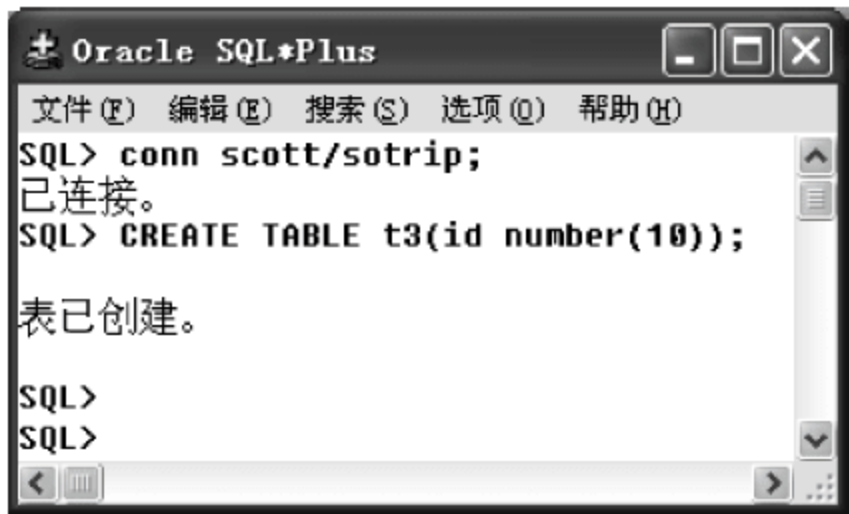 Oracle SQL*Plus
文件(F) 编辑(E) 搜索(S) 选项(O) 帮助(H)
SQL> conn scott/sotrip;
已连接。
SQL> CREATE TABLE t3(id number(10));
表已创建。
SQL>
SQL>